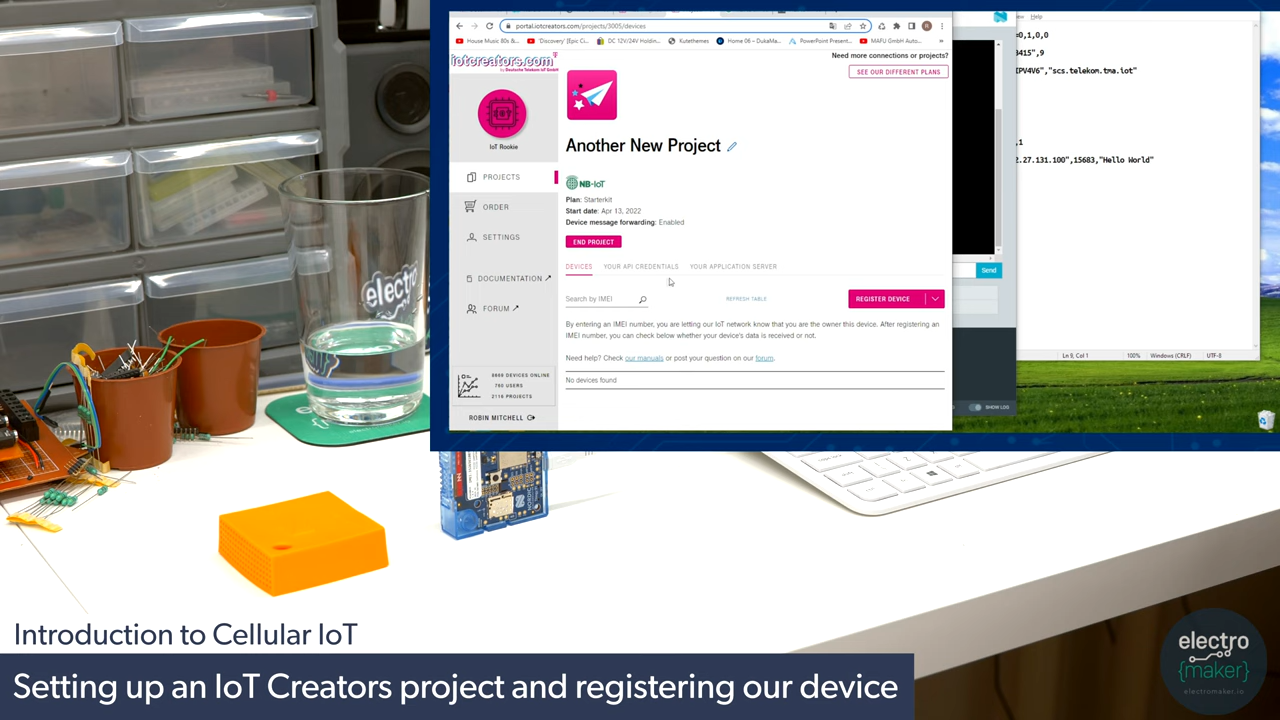 portal.iotcreators.com/projects/3005/devices
House Music 80s &...
'Discovery' [Epic Ci...
DC 12V/24V Holdin...
Kutethemes
Home 06 – DukaMa...
PowerPoint Present...
MAFU GmbH Auto...
iotcreators.com
by Deutsche Telekom IoT GmbH
IoT Rookie
PROJECTS
ORDER
SETTINGS
DOCUMENTATION
FORUM
750 USERS
ROBIN MITCHELL
Need more connections or projects?
SEE OUR DIFFERENT PLANS
Another New Project
NB-IoT
Plan: Starterkit
Start date: Apr 13, 2022
Device message forwarding: Enabled
END PROJECT
DEVICES YOUR API CREDENTIALS YOUR APPLICATION SERVER
Search by IMEI REFRESH TABLE REGISTER DEVICE
By entering an IMEI number, you are letting our IoT network know that you are the owner this device. After registering an
IMEI number, you can check below whether your device's data is received or not.
Need help? Check our manuals or post your question on our forum.
No devices found
Help
=0,1,0,0
3415",9
IPV4V6","scs.telekom.tma.iot"
,1
2.27.131.100",15683,"Hello World"
Send
SHOW LOG
Ln 9, Col 1 100% Windows (CRLF) UTF-8
electro
Introduction to Cellular IoT
Setting up an IoT Creators project and registering our device
electro
{maker}
electromaker.io